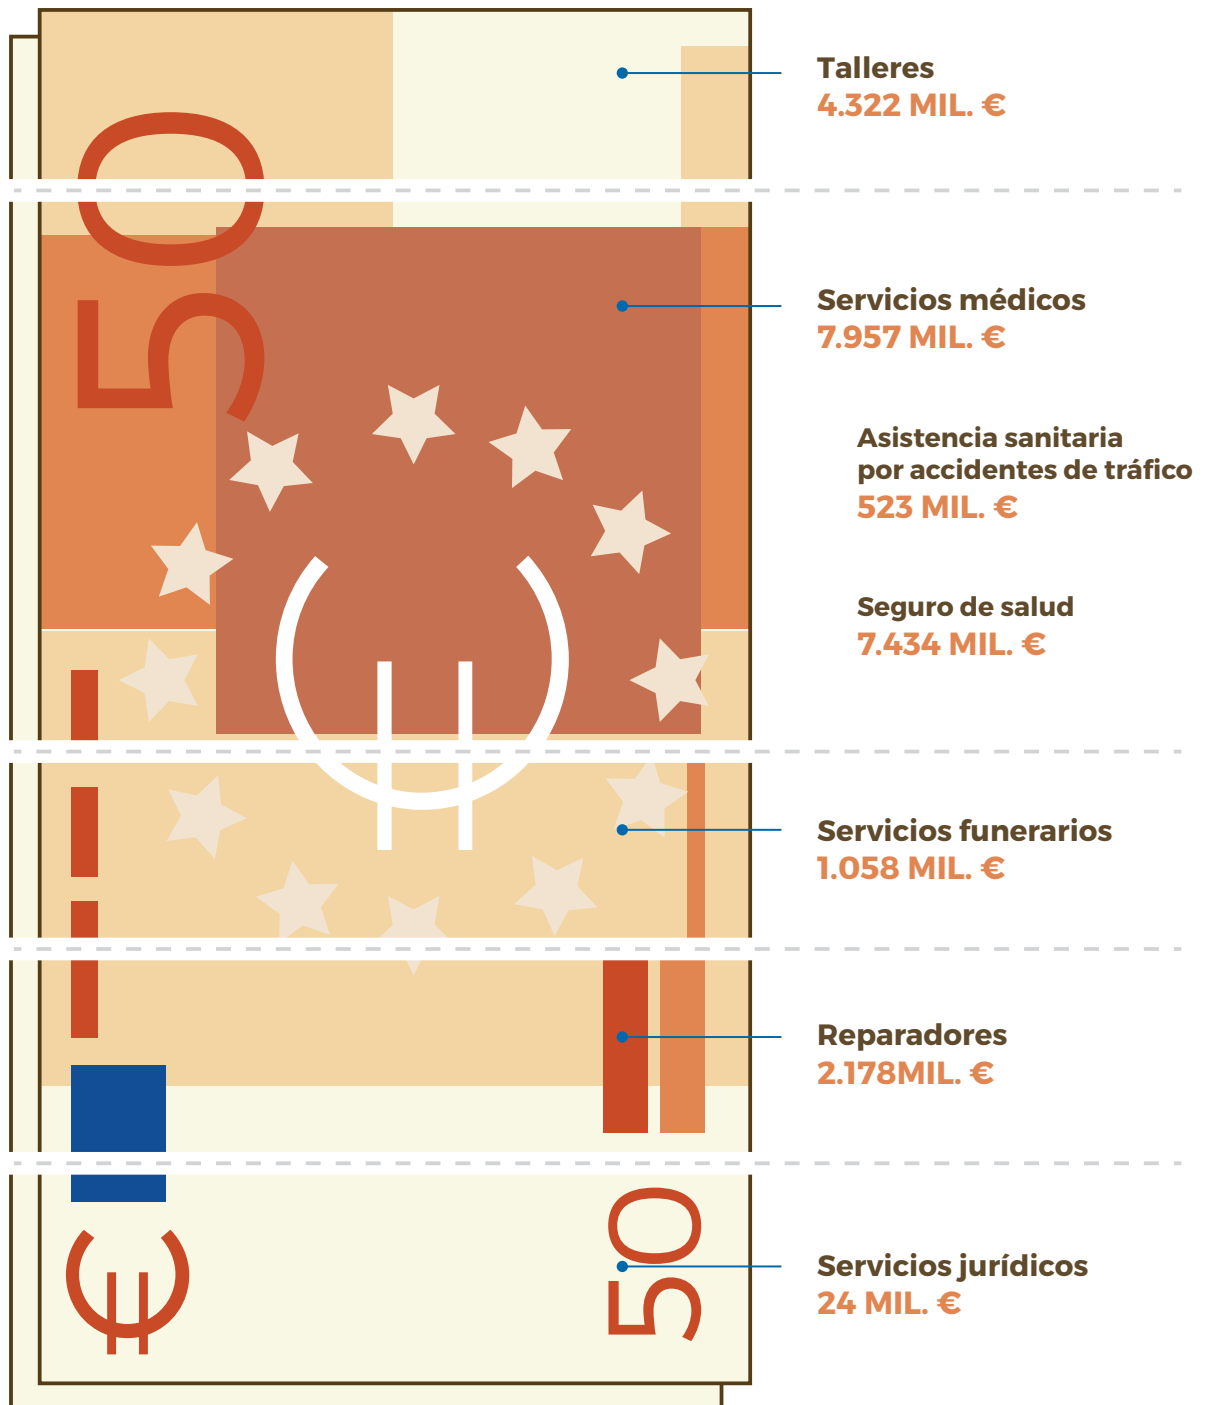 50
Talleres
4.322 MIL. €
Servicios médicos
7.957 MIL. €
Asistencia sanitaria
por accidentes de tráfico
523 MIL. €
Seguro de salud
7.434 MIL. €
€
Servicios funerarios
1.058 MIL. €
Reparadores
2.178MIL. €
Servicios jurídicos
24 MIL. €
€
50